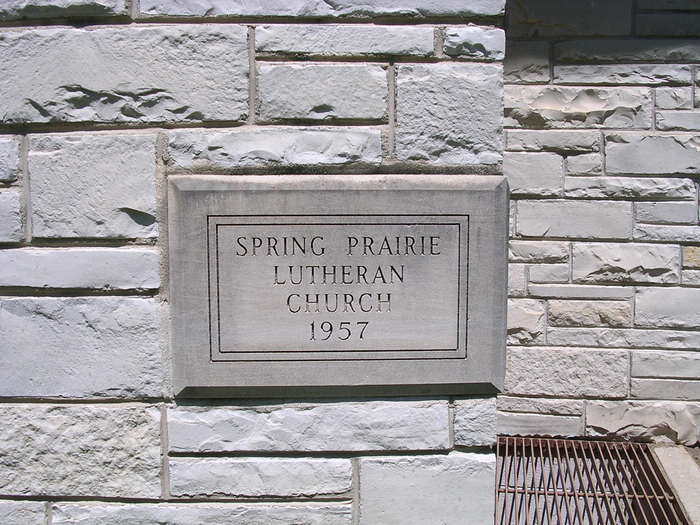 SPRING PRAIRIE
LUTHERAN
CHURCH
1957